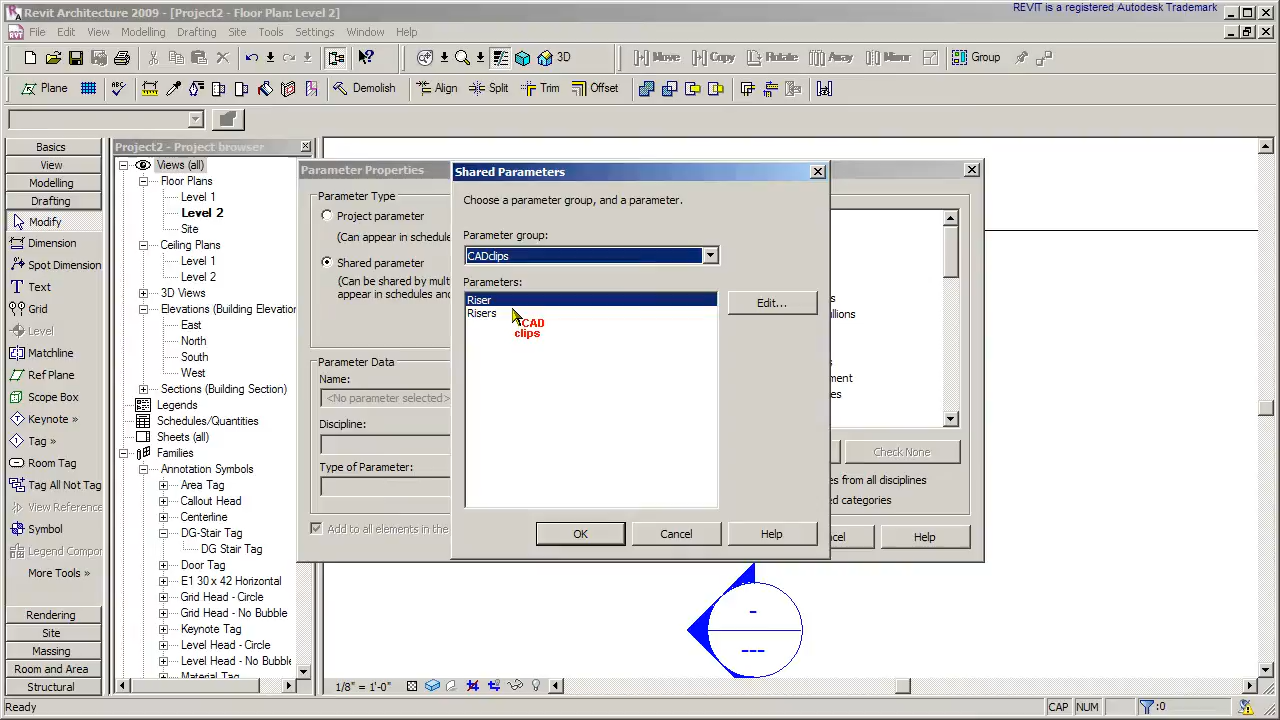 REVIT is a registered Autodesk Trademark
Revit Architecture 2009 - [Project2 - Floor Plan: Level 2]
File Edit View Modelling Drafting Site Tools Settings Window Help
3D Move Copy Rotate Away Mirror Group
Plane Demolish Align Split Trim Offset
Basics
View
Modelling
Drafting
Modify
Dimension
Spot Dimension
Text
Grid
Level
Matchline
Ref Plane
Scope Box
Keynote »
Tag »
Room Tag
Tag All Not Tag
View Reference
Symbol
Legend Compor
More Tools »
Rendering
Site
Massing
Room and Area
Structural
Project2 - Project browser
Views (all)
Floor Plans
Level 1
Level 2
Site
Ceiling Plans
Level 1
Level 2
3D Views
Elevations (Building Elevation
East
North
South
West
Sections (Building Section)
Legends
Schedules/Quantities
Sheets (all)
Families
Annotation Symbols
Area Tag
Callout Head
Centerline
DG-Stair Tag
DG Stair Tag
Door Tag
E1 30 x 42 Horizontal
Grid Head - Circle
Grid Head - No Bubble
Keynote Tag
Level Head - Circle
Level Head - No Bubble
Material Tag
Parameter Properties
Parameter Type
Project parameter
(Can appear in schedule
Shared parameter
(Can be shared by mult
appear in schedules and
Parameter Data
Name:
<No parameter selected>
Discipline:
Type of Parameter:
Add to all elements in the
Shared Parameters
Choose a parameter group, and a parameter.
Parameter group:
CADclips
Parameters:
Riser
Risers
Edit...
CAD
clips
OK
Cancel
Help
ullions
ment
es
Check None
es from all disciplines
ed categories
cel
Help
-
---
1/8" = 1'-0"
Ready
CAP NUM :0